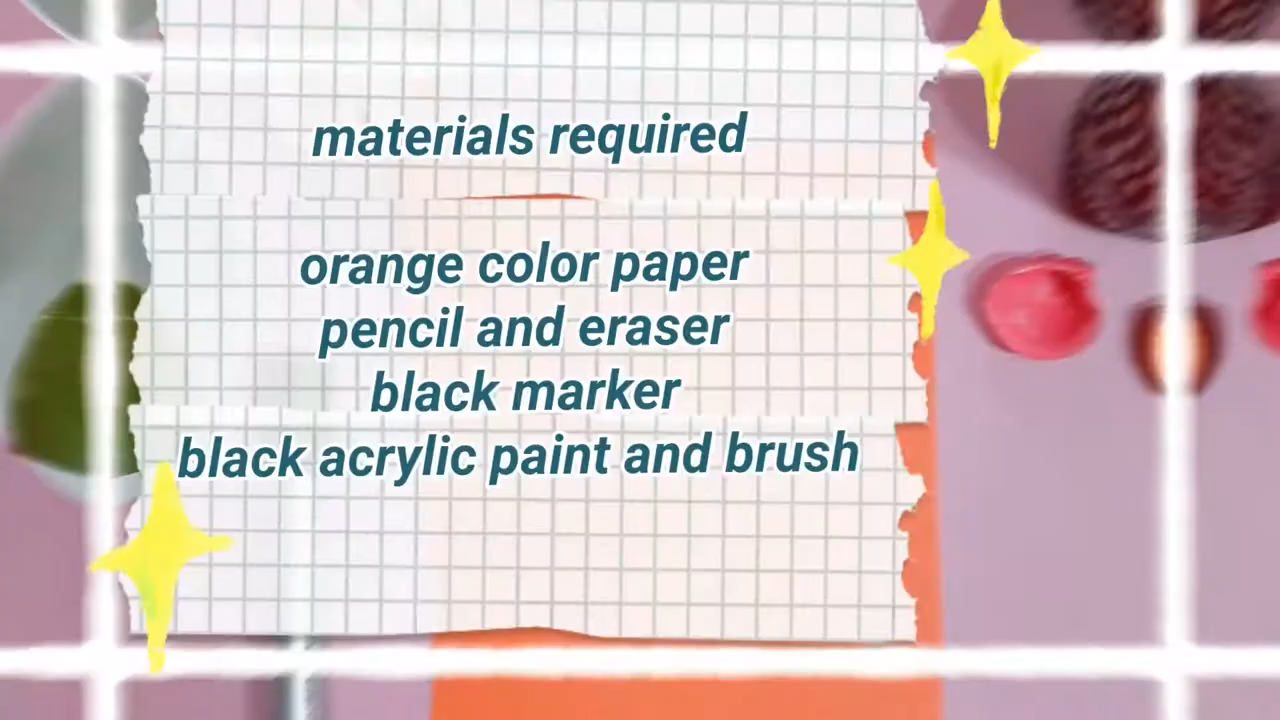 materials required
orange color paper
pencil and eraser
black marker
black acrylic paint and brush